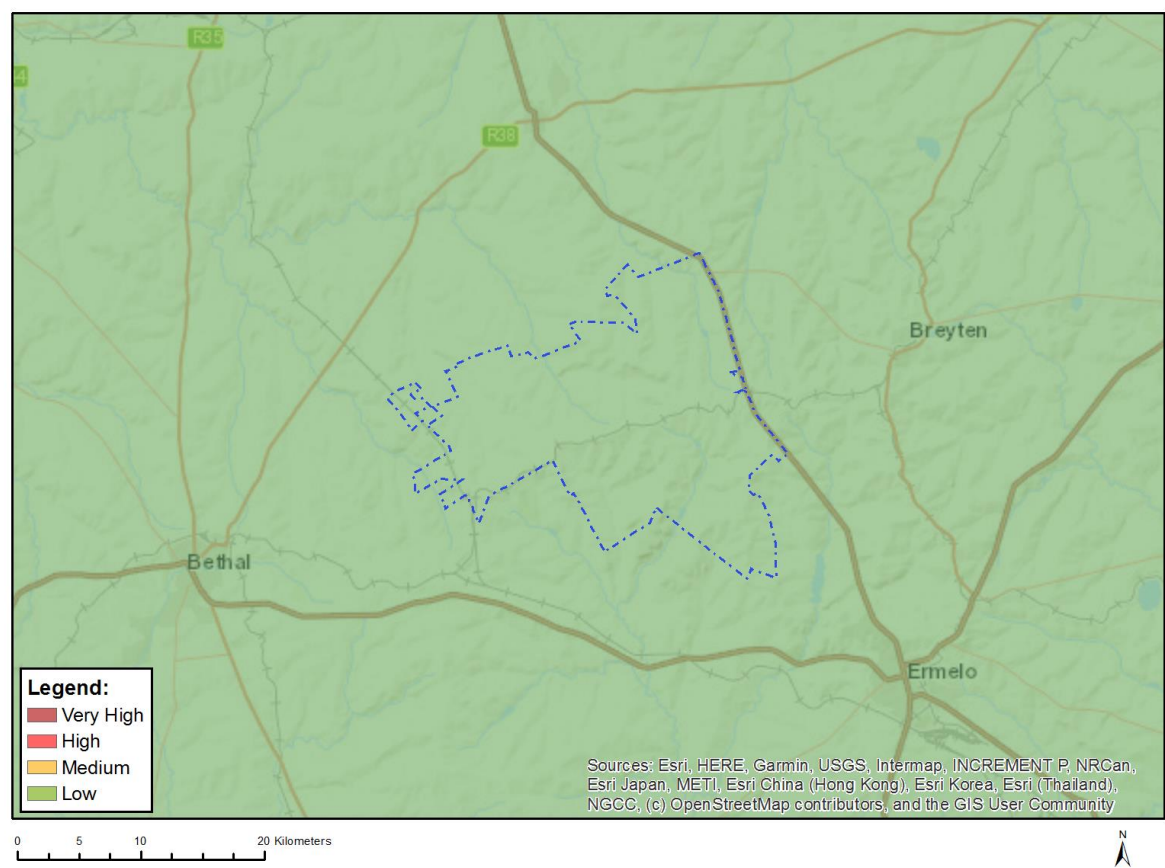 R35
4
R38
Breyten
Bethal
Ermelo
Legend:
Very High
High
Medium
Low
Sources: Esri, HERE, Garmin, USGS, Intermap, INCREMENT P, NRCan,
Esri Japan, METI, Esri China (Hong Kong), Esri Korea, Esri (Thailand),
NGCC, (c) OpenStreetMap contributors, and the GIS User Community
0 5 10 20 Kilometers
N